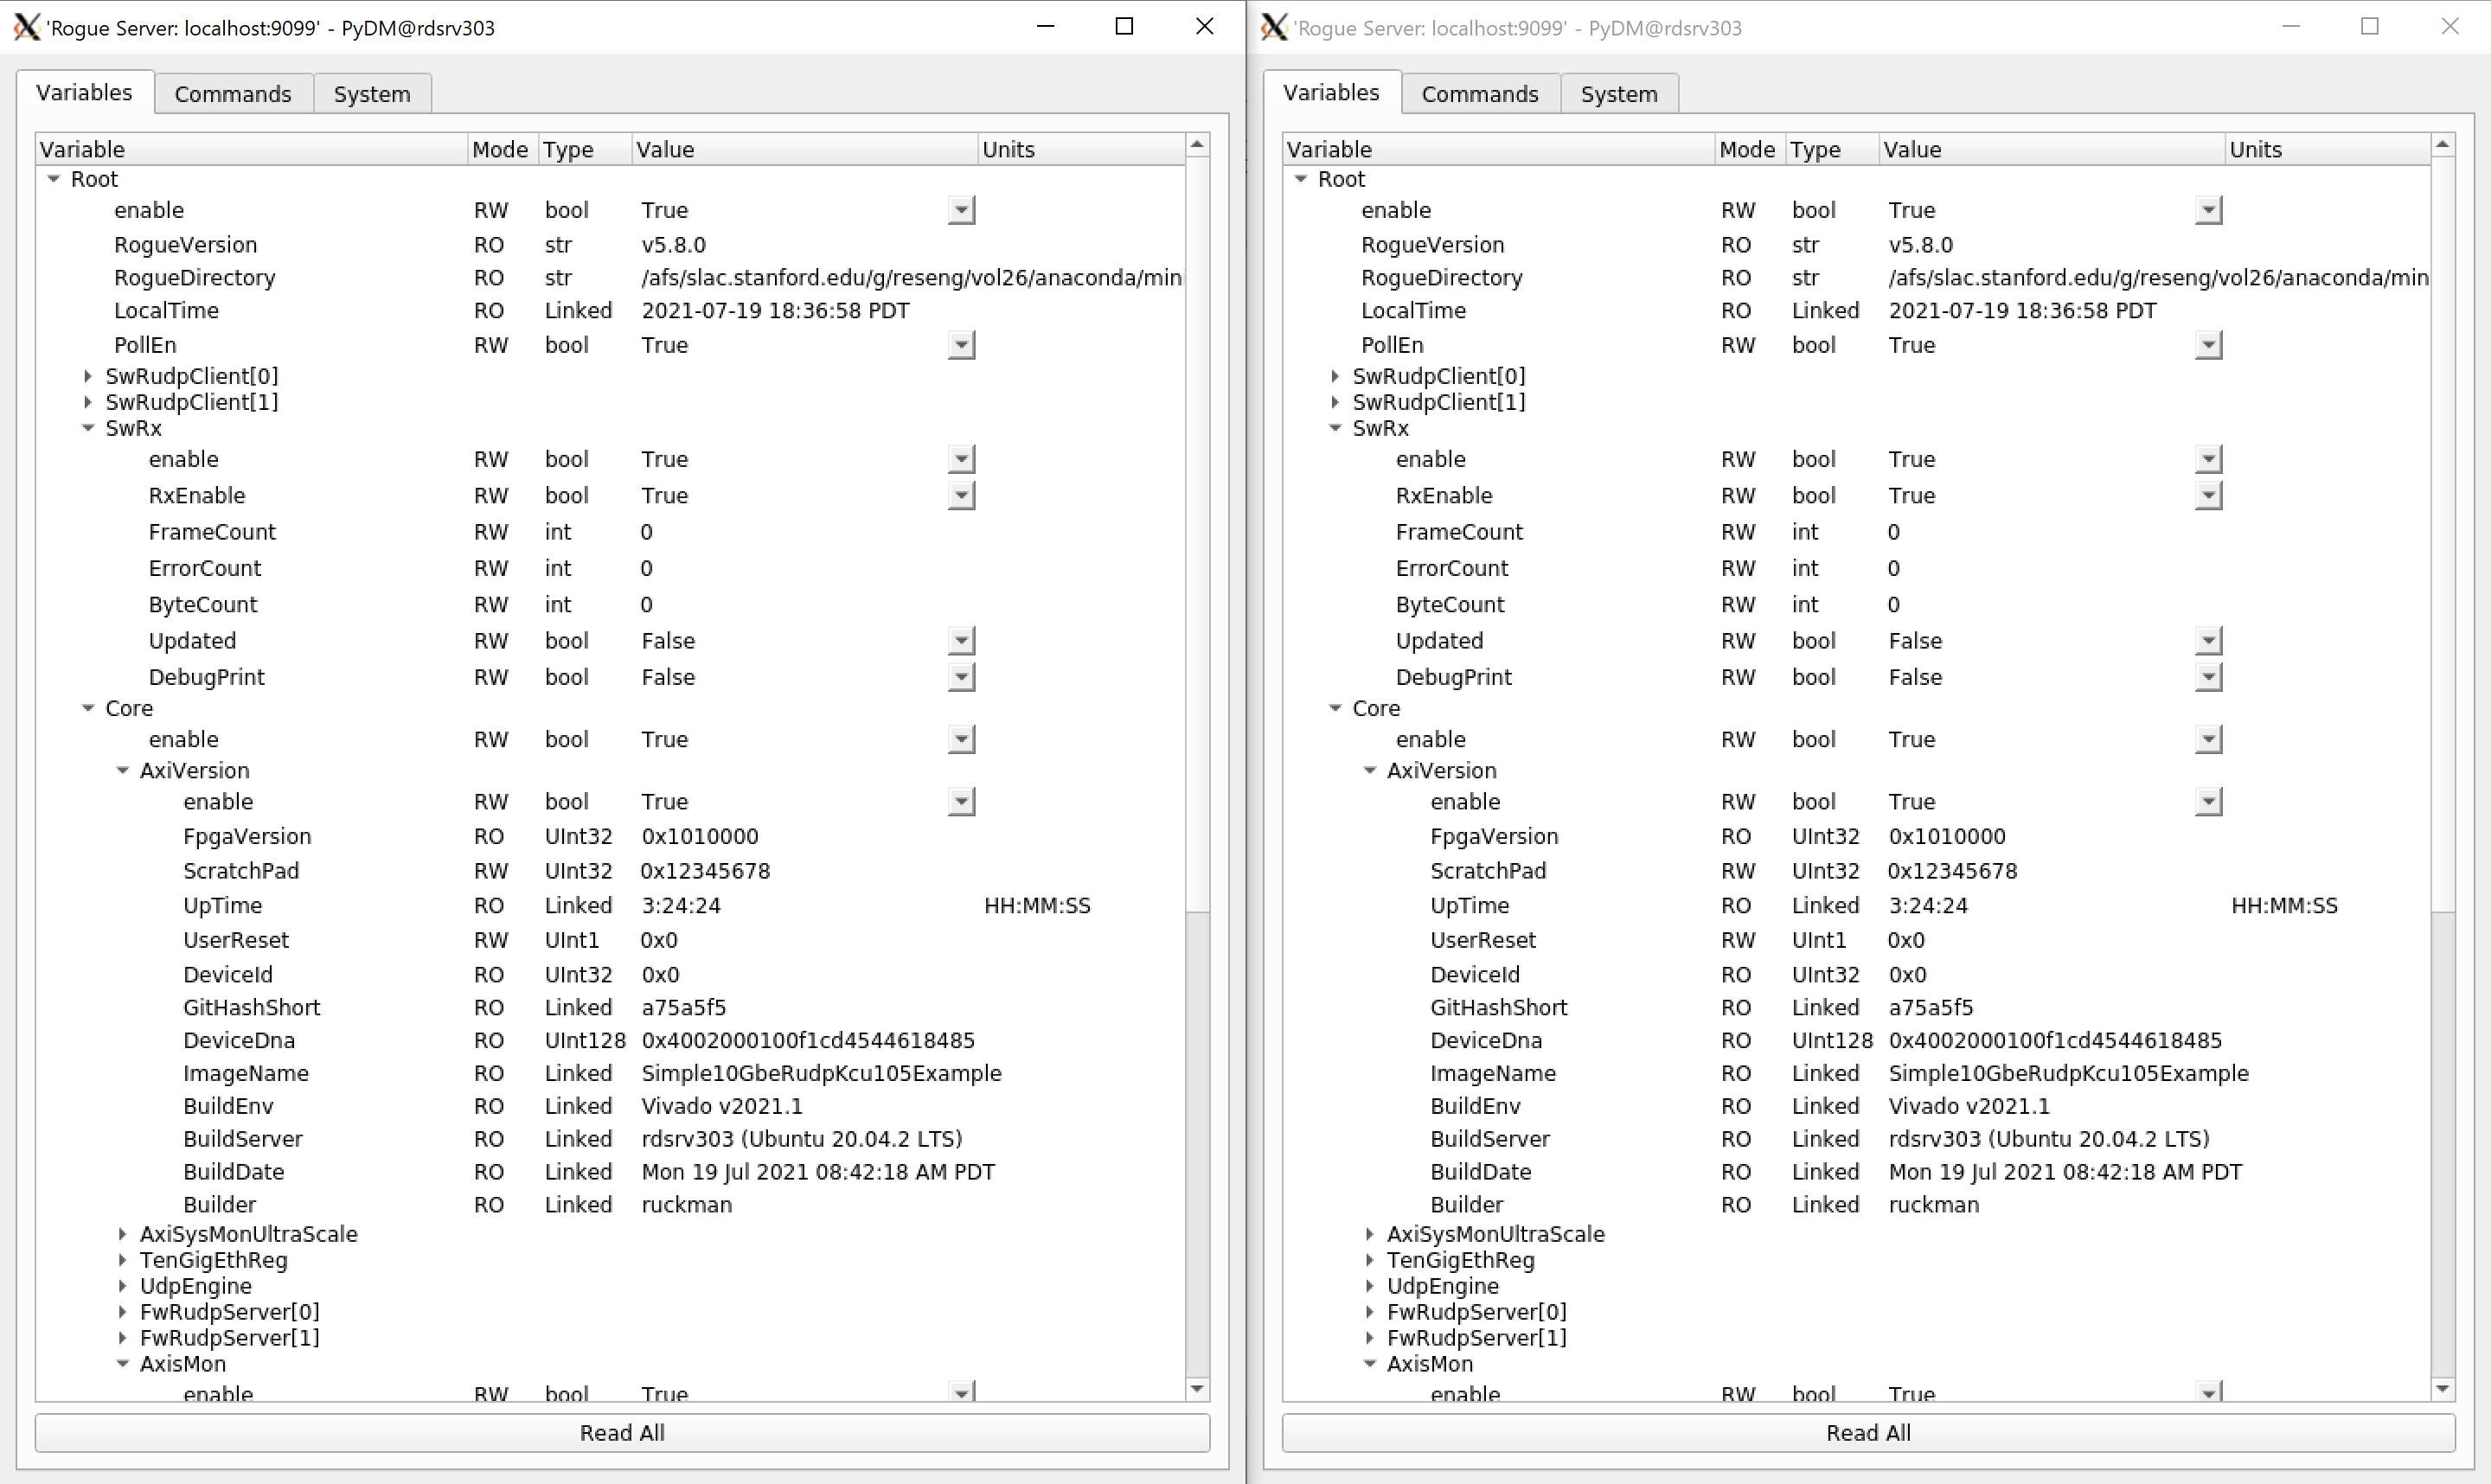 'Rogue Server: localhost:9099' - PyDM@rdsrv303
Variables Commands System
Variable Mode Type Value Units
Root
enable RW bool True
RogueVersion RO str v5.8.0
RogueDirectory RO str /afs/slac.stanford.edu/g/reseng/vol26/anaconda/mini
LocalTime RO Linked 2021-07-19 18:36:58 PDT
PollEn RW bool True
SwRudpClient[0]
SwRudpClient[1]
SwRx
enable RW bool True
RxEnable RW bool True
FrameCount RW int 0
ErrorCount RW int 0
ByteCount RW int 0
Updated RW bool False
DebugPrint RW bool False
Core
enable RW bool True
AxiVersion
enable RW bool True
FpgaVersion RO UInt32 0x1010000
ScratchPad RW UInt32 0x12345678
UpTime RO Linked 3:24:24 HH:MM:SS
UserReset RW UInt1 0x0
DeviceId RO UInt32 0x0
GitHashShort RO Linked a75a5f5
DeviceDna RO UInt128 0x4002000100f1cd4544618485
ImageName RO Linked Simple10GbeRudpKcu105Example
BuildEnv RO Linked Vivado v2021.1
BuildServer RO Linked rdsrv303 (Ubuntu 20.04.2 LTS)
BuildDate RO Linked Mon 19 Jul 2021 08:42:18 AM PDT
Builder RO Linked ruckman
AxiSysMonUltraScale
TenGigEthReg
UdpEngine
FwRudpServer[0]
FwRudpServer[1]
AxisMon
enable RW bool True
Read All
'Rogue Server: localhost:9099' - PyDM@rdsrv303
Variables Commands System
Variable Mode Type Value Units
Root
enable RW bool True
RogueVersion RO str v5.8.0
RogueDirectory RO str /afs/slac.stanford.edu/g/reseng/vol26/anaconda/min
LocalTime RO Linked 2021-07-19 18:36:58 PDT
PollEn RW bool True
SwRudpClient[0]
SwRudpClient[1]
SwRx
enable RW bool True
RxEnable RW bool True
FrameCount RW int 0
ErrorCount RW int 0
ByteCount RW int 0
Updated RW bool False
DebugPrint RW bool False
Core
enable RW bool True
AxiVersion
enable RW bool True
FpgaVersion RO UInt32 0x1010000
ScratchPad RW UInt32 0x12345678
UpTime RO Linked 3:24:24 HH:MM:SS
UserReset RW UInt1 0x0
DeviceId RO UInt32 0x0
GitHashShort RO Linked a75a5f5
DeviceDna RO UInt128 0x4002000100f1cd4544618485
ImageName RO Linked Simple10GbeRudpKcu105Example
BuildEnv RO Linked Vivado v2021.1
BuildServer RO Linked rdsrv303 (Ubuntu 20.04.2 LTS)
BuildDate RO Linked Mon 19 Jul 2021 08:42:18 AM PDT
Builder RO Linked ruckman
AxiSysMonUltraScale
TenGigEthReg
UdpEngine
FwRudpServer[0]
FwRudpServer[1]
AxisMon
enable RW bool True
Read All